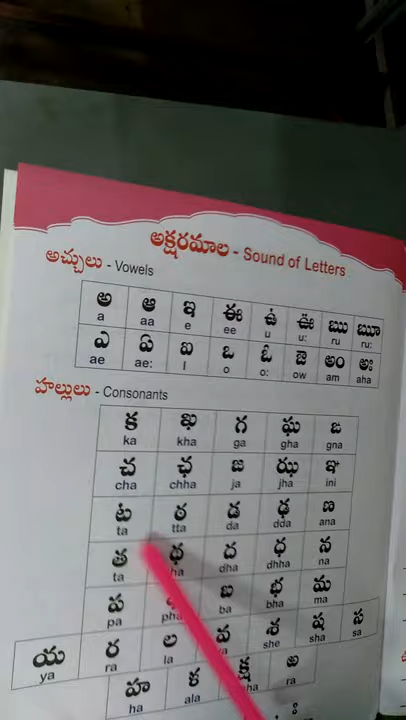 అక్షరమాల - Sound of Letters
అచ్చులు - Vowels
అ ఆ ఇ ఈ ఉ ఊ ఋ ౠ
a aa e ee u u: ru ru:
ఎ ఏ ఐ ఒ ఓ ఔ అం అః
ae ae: I o o: ow am aha
హల్లులు - Consonants
క ఖ గ ఘ ఙ
ka kha ga gha gna
చ ఛ జ ఝ ఞ
cha chha ja jha ini
ట ఠ డ ఢ ణ
ta tta da dda ana
త థ ద ధ న
ta dha dhha na
ప బ భ మ
pa pha ba bha ma
య ర ల శ ష స
ya ra la she sha sa
హ ళ క్ష ఱ
ha ala ra